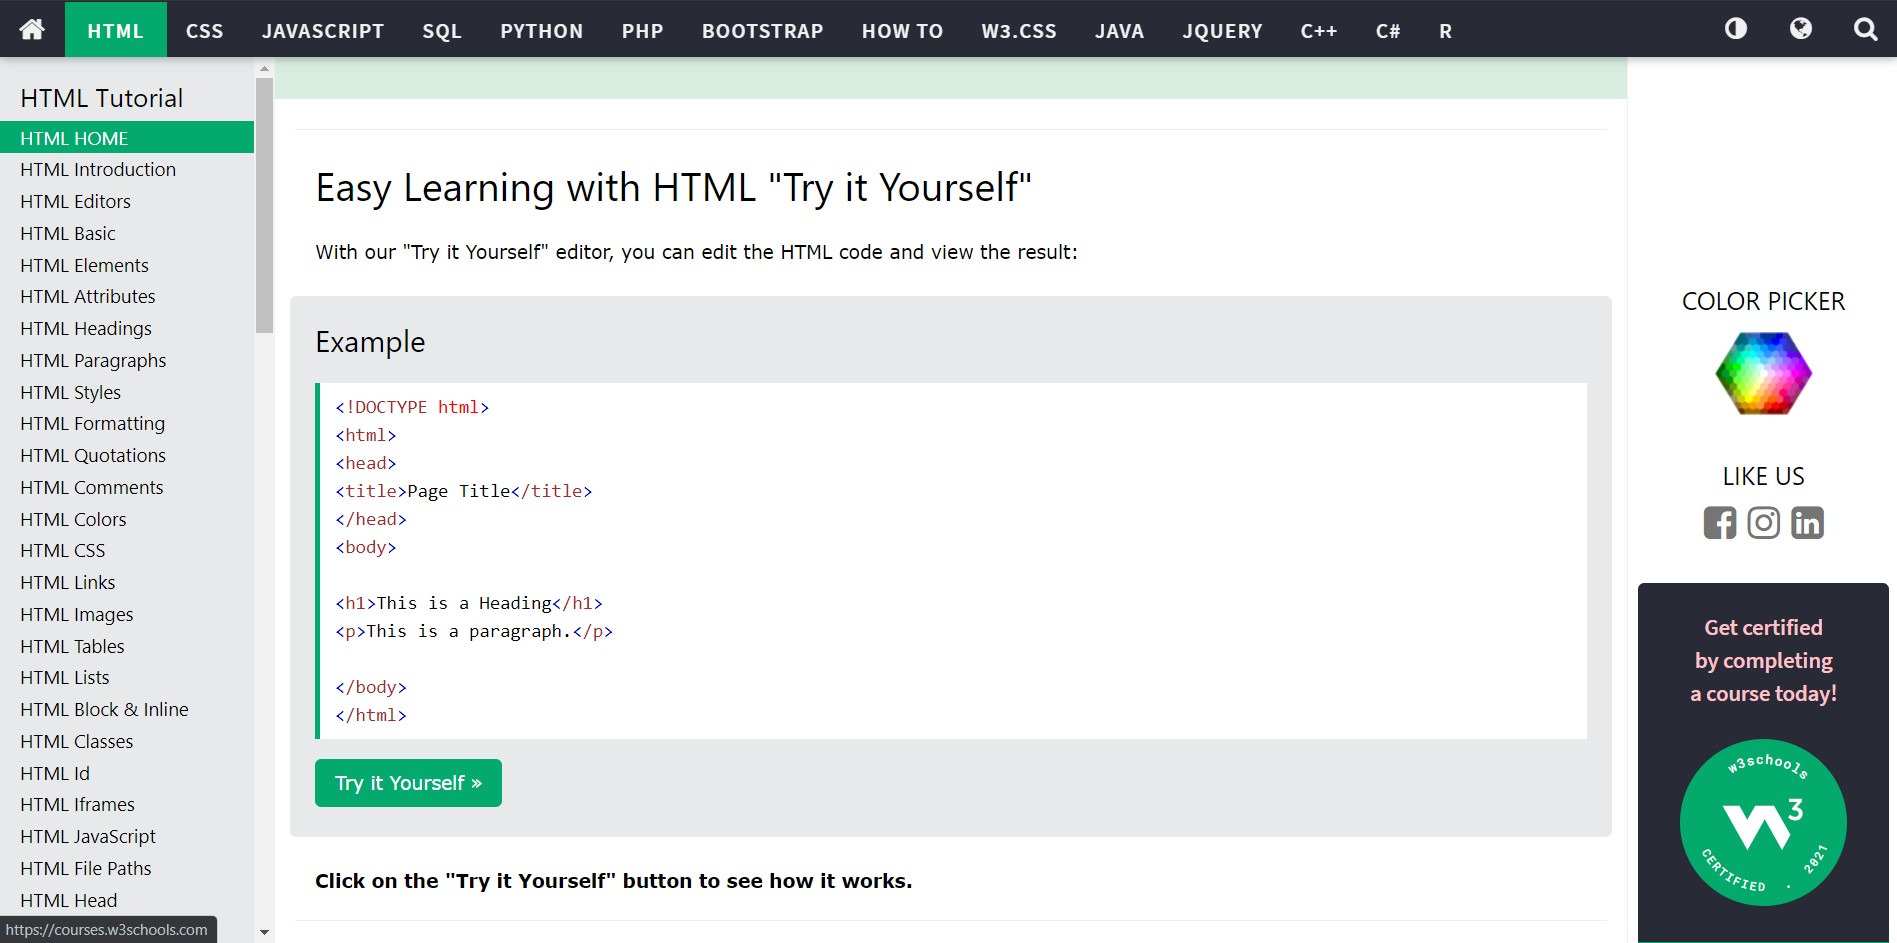 HTML CSS JAVASCRIPT SQL PYTHON PHP BOOTSTRAP HOW TO W3.CSS JAVA JQUERY C++ C# R
HTML Tutorial
HTML HOME
HTML Introduction
HTML Editors
HTML Basic
HTML Elements
HTML Attributes
HTML Headings
HTML Paragraphs
HTML Styles
HTML Formatting
HTML Quotations
HTML Comments
HTML Colors
HTML CSS
HTML Links
HTML Images
HTML Tables
HTML Lists
HTML Block & Inline
HTML Classes
HTML Id
HTML Iframes
HTML JavaScript
HTML File Paths
HTML Head
https://courses.w3schools.com
Easy Learning with HTML "Try it Yourself"
With our "Try it Yourself" editor, you can edit the HTML code and view the result:
Example
<!DOCTYPE html>
<html>
<head>
<title>Page Title</title>
</head>
<body>
<h1>This is a Heading</h1>
<p>This is a paragraph.</p>
</body>
</html>
Try it Yourself »
Click on the "Try it Yourself" button to see how it works.
COLOR PICKER
LIKE US
Get certified
by completing
a course today!
w3schools
W3
CERTIFIED · 2021